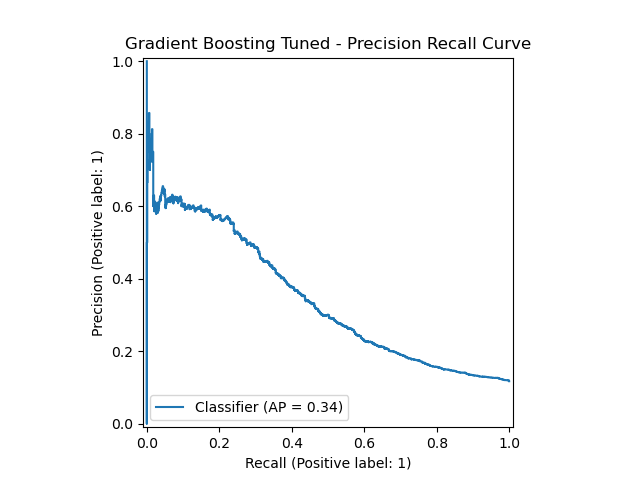 Gradient Boosting Tuned - Precision Recall Curve
1.0
0.8
0.6
0.4
0.2
0.0
Precision (Positive label: 1)
Classifier (AP = 0.34)
0.0 0.2 0.4 0.6 0.8 1.0
Recall (Positive label: 1)